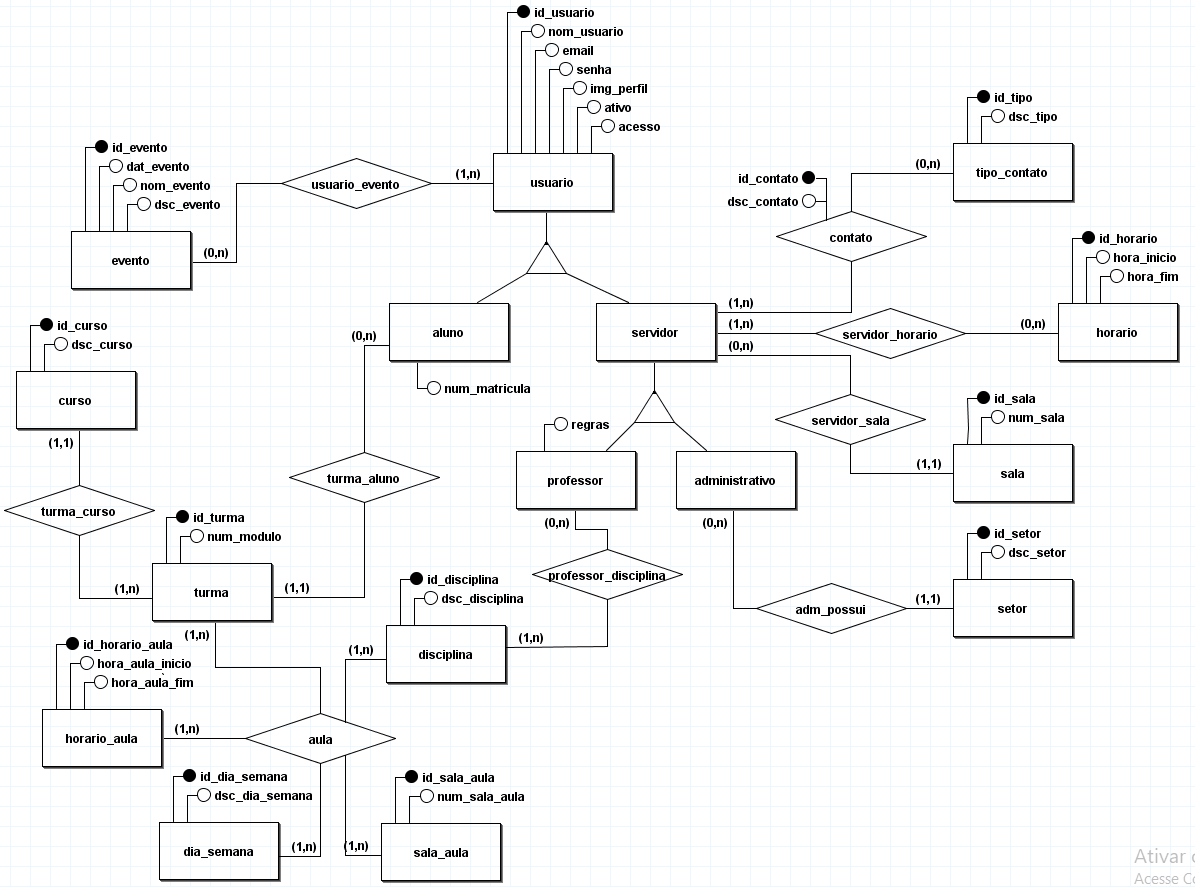 id_usuario
nom_usuario
email
senha
img_perfil
ativo
acesso
usuario
(1,n)
usuario_evento
id_evento
dat_evento
nom_evento
dsc_evento
evento
(0,n)
id_tipo
dsc_tipo
tipo_contato
(0,n)
id_contato
dsc_contato
contato
(1,n)
(1,n)
(0,n)
servidor
aluno
num_matricula
(0,n)
servidor_horario
(0,n)
id_horario
hora_inicio
hora_fim
horario
id_curso
dsc_curso
curso
(1,1)
turma_curso
(1,n)
turma_aluno
id_turma
num_modulo
turma
(1,1)
(1,n)
regras
professor
(0,n)
administrativo
(0,n)
servidor_sala
(1,1)
id_sala
num_sala
sala
professor_disciplina
id_disciplina
dsc_disciplina
disciplina
(1,n)
(1,n)
adm_possui
(1,1)
id_setor
dsc_setor
setor
id_horario_aula
hora_aula_inicio
hora_aula_fim
horario_aula
(1,n)
aula
id_dia_semana
dsc_dia_semana
dia_semana
(1,n)
id_sala_aula
num_sala_aula
sala_aula
(1,n)
Ativar
Acesse